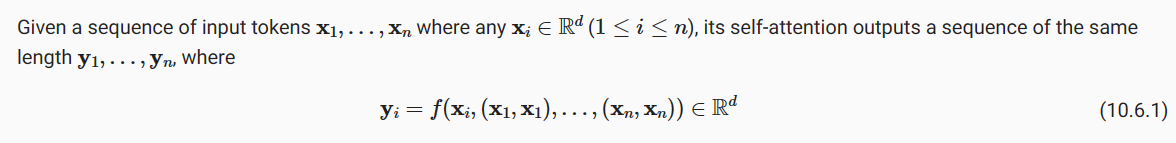 Given a sequence of input tokens x₁, . . . , xₙ where any xᵢ ∈ ℝᵈ (1 ≤ i ≤ n), its self-attention outputs a sequence of the same
length y₁, . . . , yₙ, where
yᵢ = f(xᵢ, (x₁, x₁), . . . , (xₙ, xₙ)) ∈ ℝᵈ (10.6.1)